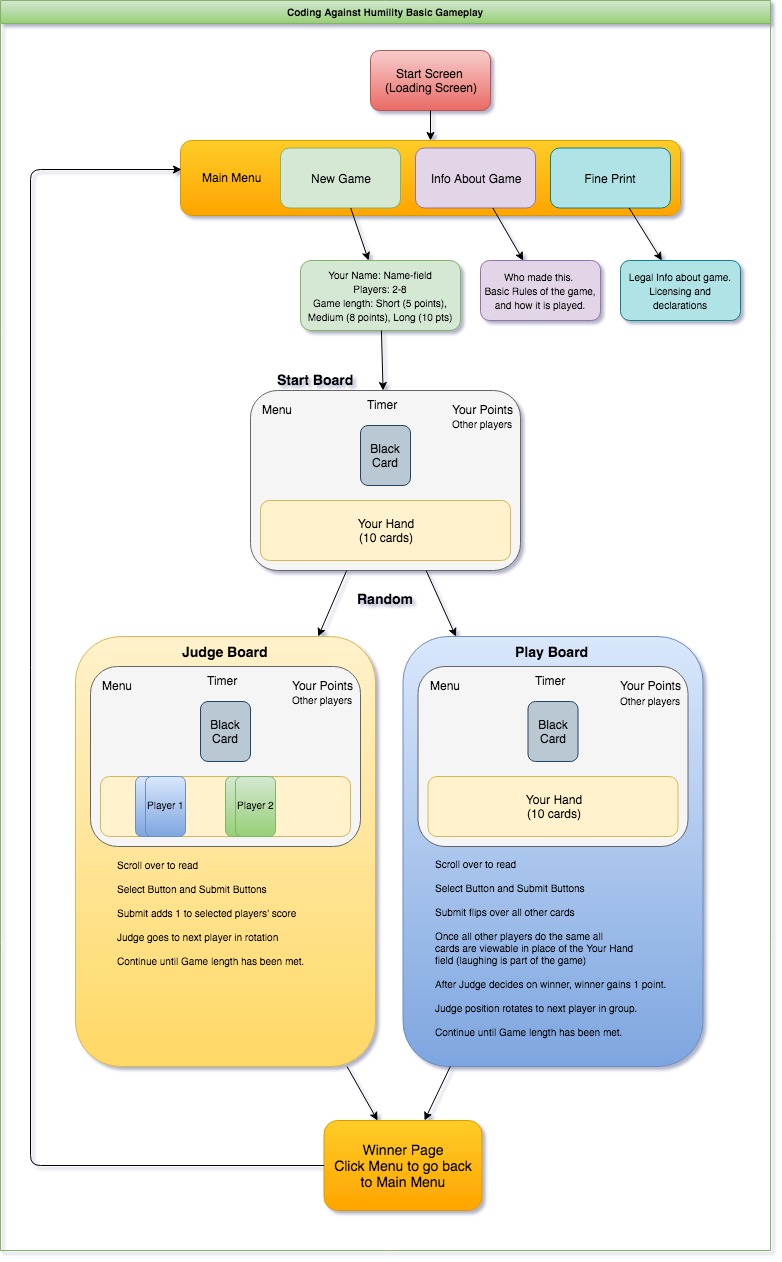 Coding Against Humility Basic Gameplay
Start Screen
(Loading Screen)
Main Menu
New Game
Info About Game
Fine Print
Your Name: Name-field
Players: 2-8
Game length: Short (5 points),
Medium (8 points), Long (10 pts)
Who made this.
Basic Rules of the game,
and how it is played.
Legal Info about game.
Licensing and
declarations
Start Board
Menu
Timer
Your Points
Other players
Black
Card
Your Hand
(10 cards)
Random
Judge Board
Menu
Timer
Your Points
Other players
Black
Card
Player 1
Player 2
Scroll over to read
Select Button and Submit Buttons
Submit adds 1 to selected players' score
Judge goes to next player in rotation
Continue until Game length has been met.
Play Board
Menu
Timer
Your Points
Other players
Black
Card
Your Hand
(10 cards)
Scroll over to read
Select Button and Submit Buttons
Submit flips over all other cards
Once all other players do the same all
cards are viewable in place of the Your Hand
field (laughing is part of the game)
After Judge decides on winner, winner gains 1 point.
Judge position rotates to next player in group.
Continue until Game length has been met.
Winner Page
Click Menu to go back
to Main Menu